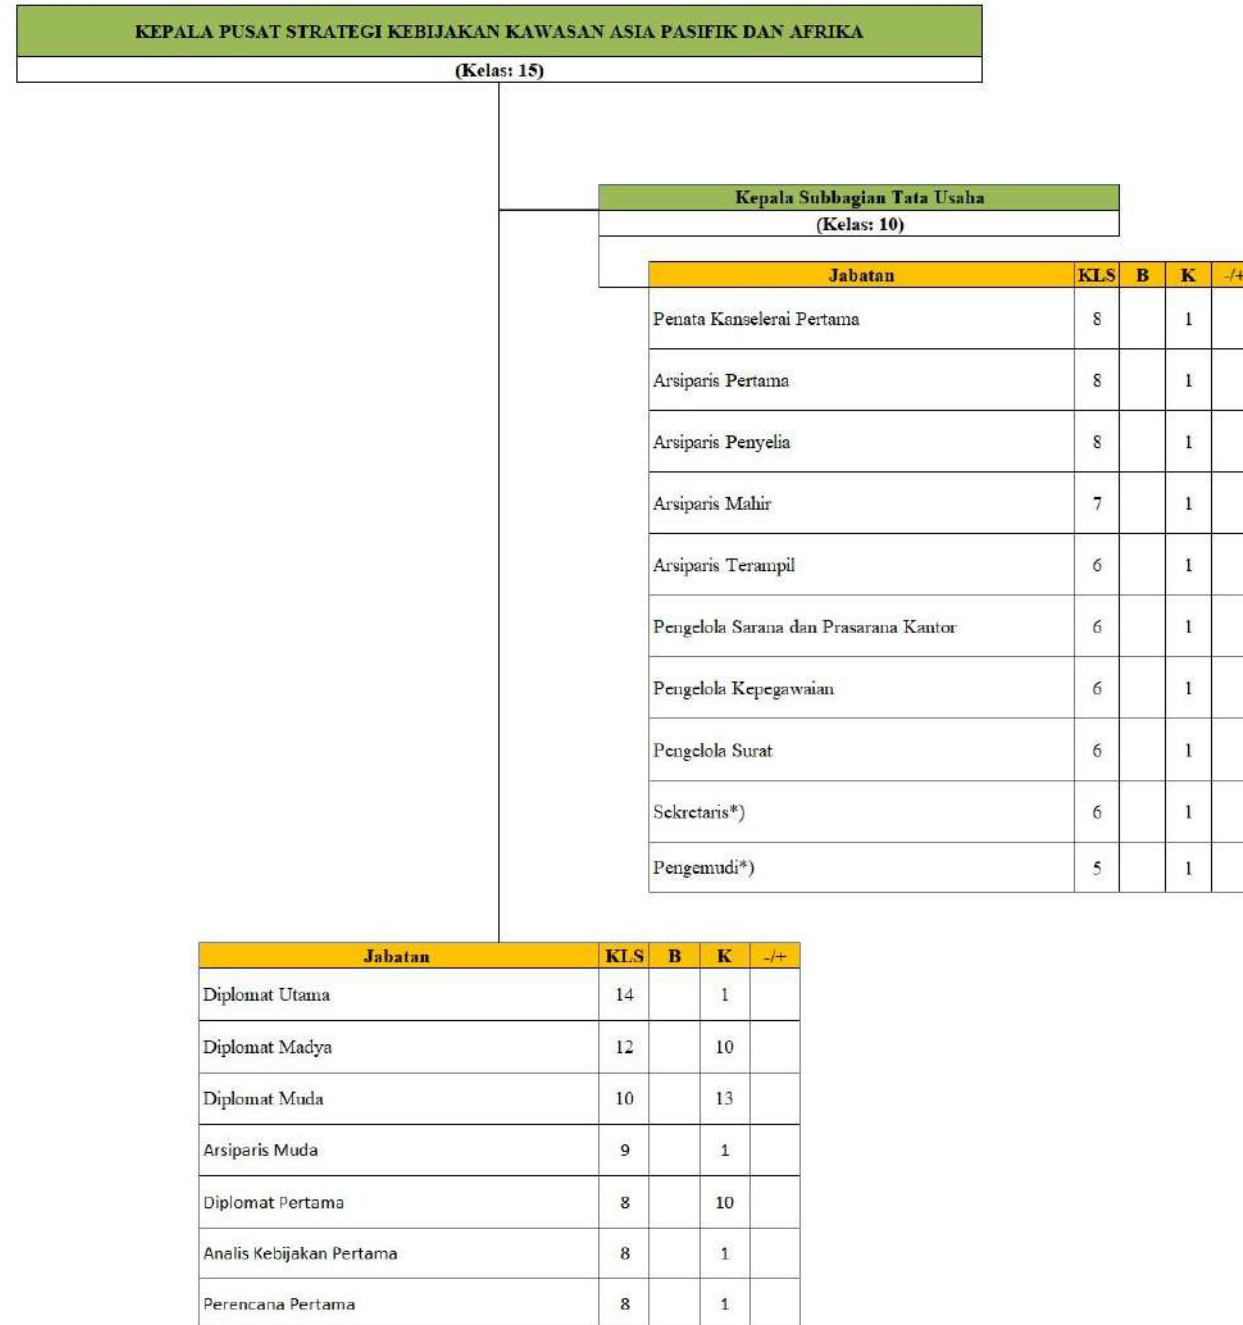 KEPALA PUSAT STRATEGI KEBIJAKAN KAWASAN ASIA PASIFIK DAN AFRIKA
(Kelas: 15)
Kepala Subbagian Tata Usaha
(Kelas: 10)
Jabatan KLS B K -/+
Penata Kanselerai Pertama 8 1
Arsiparis Pertama 8 1
Arsiparis Penyelia 8 1
Arsiparis Mahir 7 1
Arsiparis Terampil 6 1
Pengelola Sarana dan Prasarana Kantor 6 1
Pengelola Kepegawaian 6 1
Pengelola Surat 6 1
Sekretaris*) 6 1
Pengemudi*) 5 1
Jabatan KLS B K -/+
Diplomat Utama 14 1
Diplomat Madya 12 10
Diplomat Muda 10 13
Arsiparis Muda 9 1
Diplomat Pertama 8 10
Analis Kebijakan Pertama 8 1
Perencana Pertama 8 1